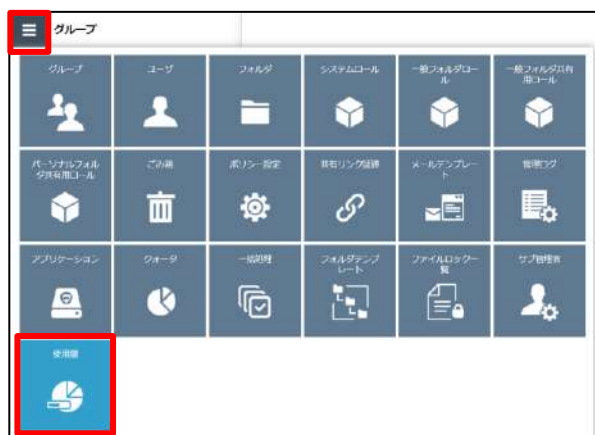 グループ
グループ
ユーザ
フォルダ
システムロール
一般フォルダロー
ル
一般フォルダ共有
用ロール
パーソナルフォル
ダ共有用ロール
ごみ箱
ポリシー設定
共有リンク記録
メールテンプレー
ト
管理ログ
アプリケーション
クォータ
一括処理
フォルダテンプ
レート
ファイルロック一
覧
サブ管理者
使用量